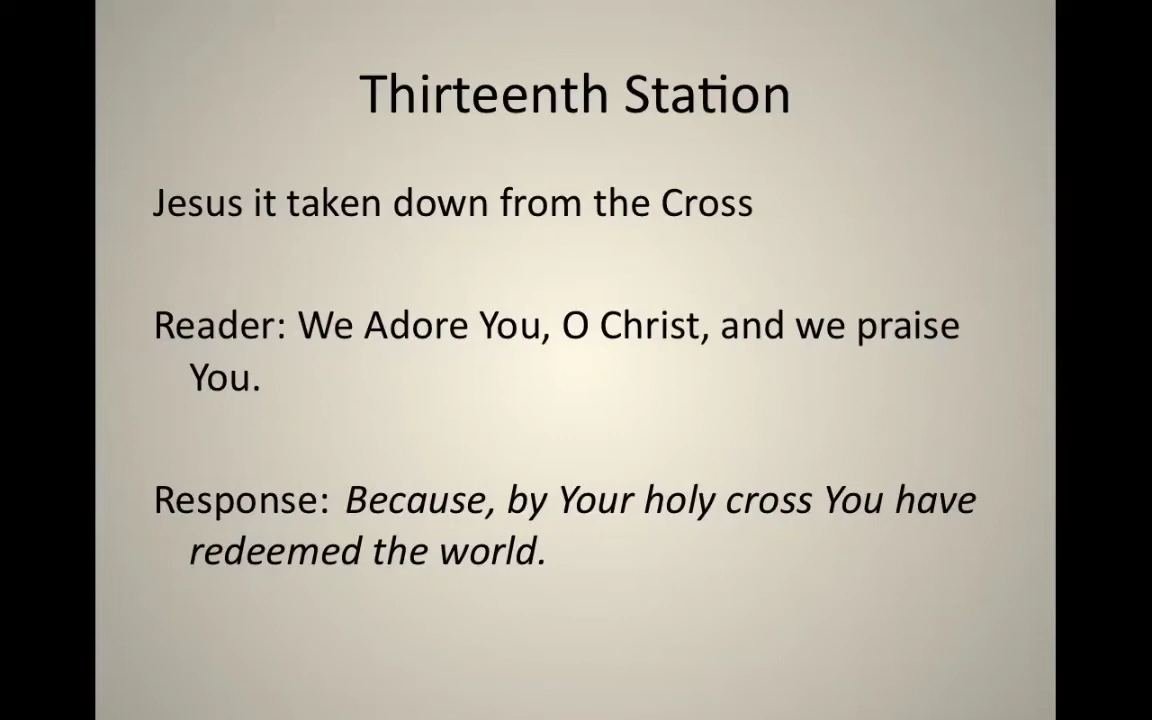 Thirteenth Station
Jesus it taken down from the Cross
Reader: We Adore You, O Christ, and we praise
You.
Response: Because, by Your holy cross You have
redeemed the world.